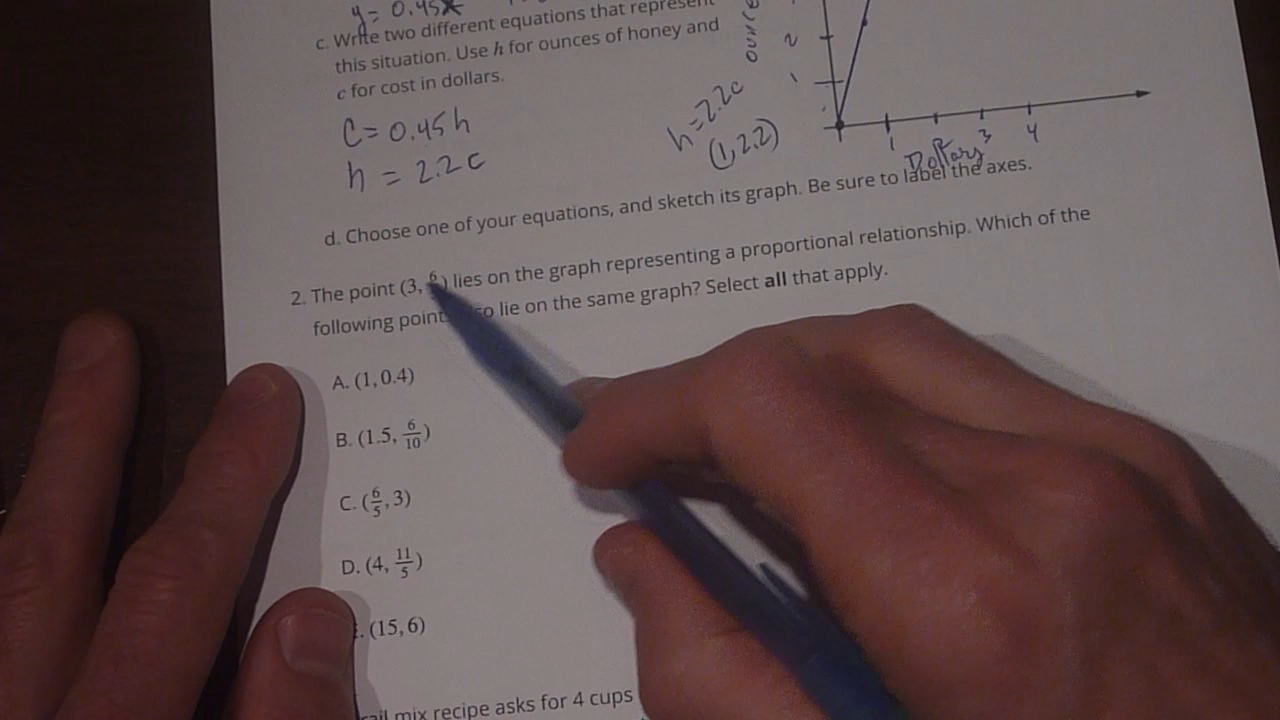 y = 0.45x
c. Write two different equations that represent
this situation. Use h for ounces of honey and
c for cost in dollars.
C = 0.45h
h = 2.2c
h = 2.2c
(1, 2.2)
2
1
1
3
4
Dollars
d. Choose one of your equations, and sketch its graph. Be sure to label the axes.
2. The point (3, 6 lies on the graph representing a proportional relationship. Which of the
following lie on the same graph? Select all that apply.
A. (1, 0.4)
B. (1.5, 6/10)
C. (6/5, 3)
D. (4, 11/5)
(15, 6)
mix recipe asks for 4 cups